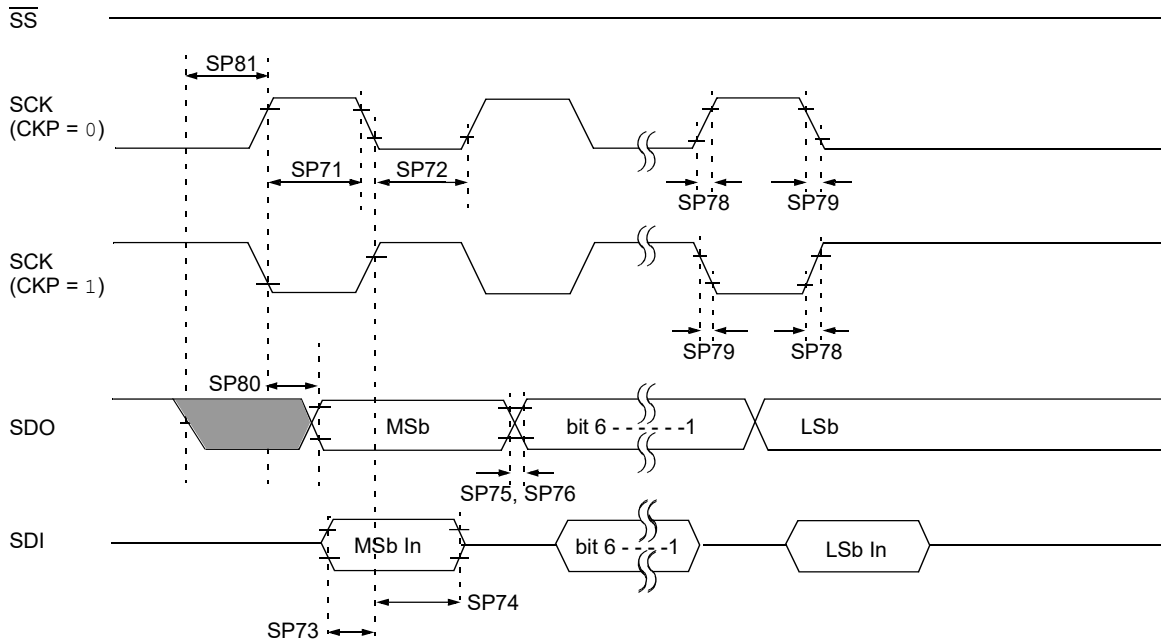 SS
SP81
SCK
(CKP = 0)
SP71
SP72
SP78
SP79
SCK
(CKP = 1)
SP79
SP78
SP80
SDO
MSb
bit 6 - - - - - -1
LSb
SP75, SP76
SDI
MSb In
bit 6 - - - - -1
LSb In
SP74
SP73